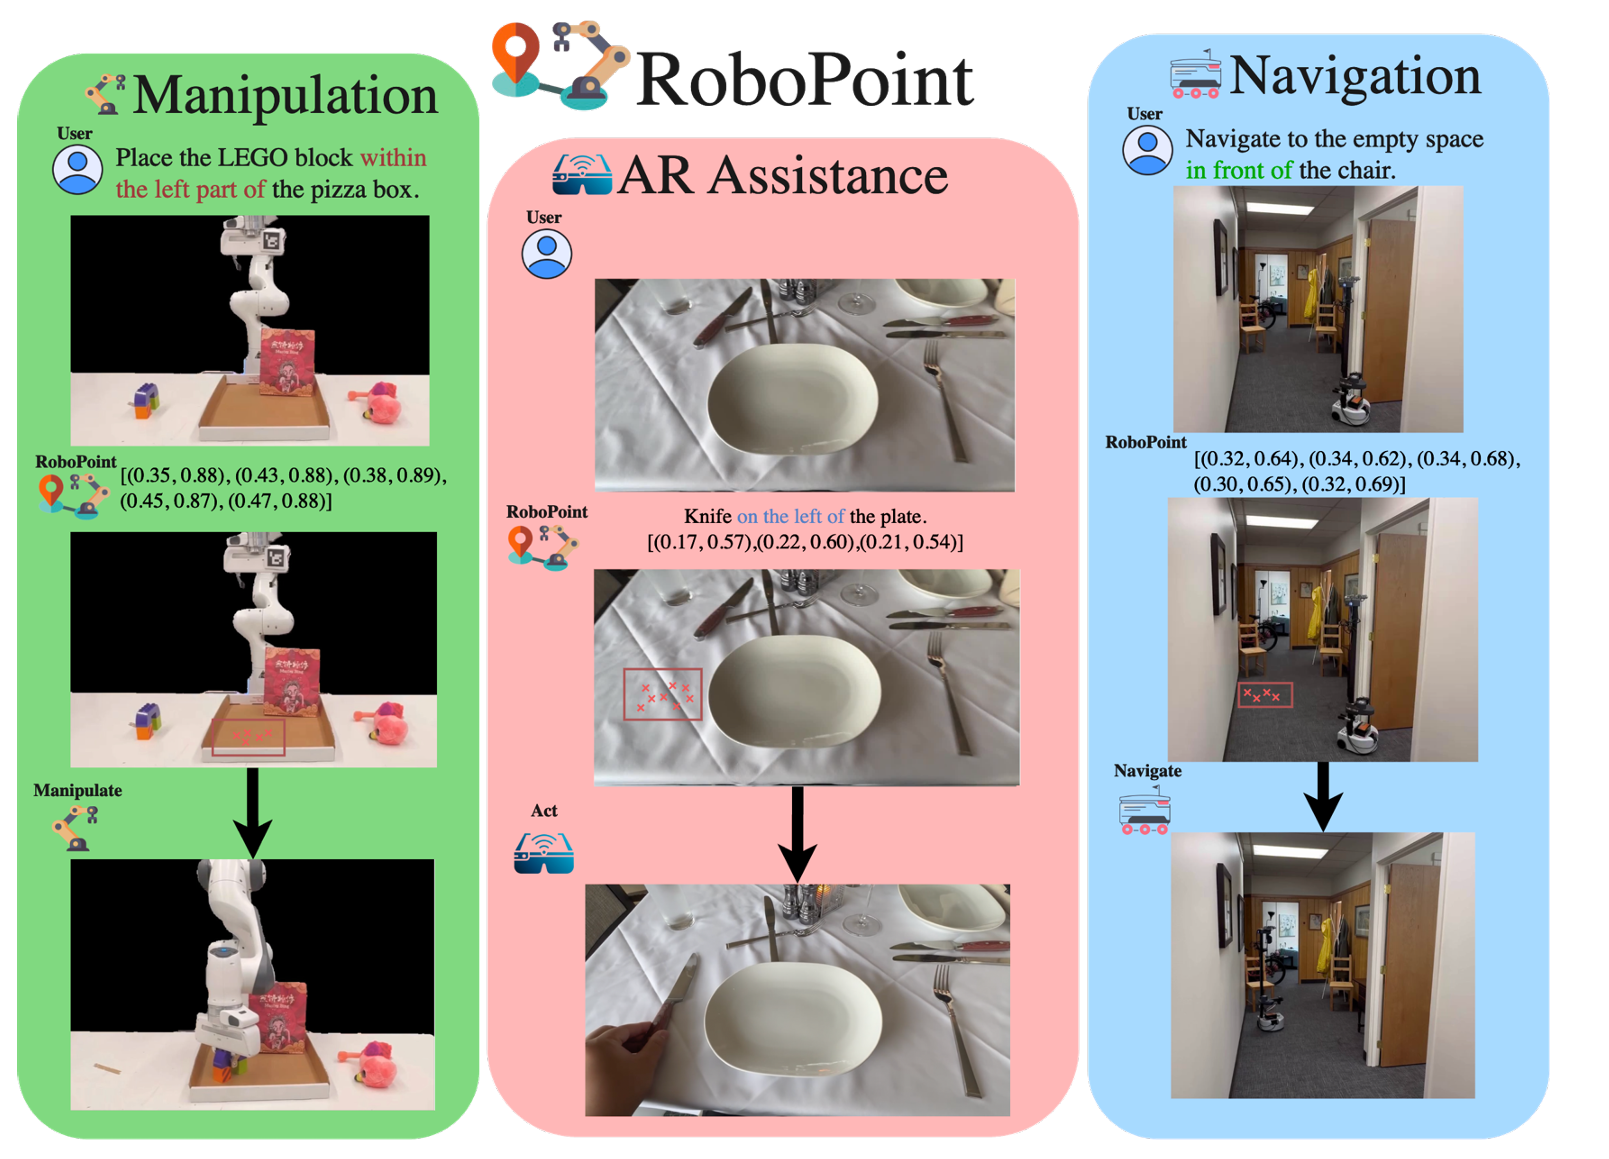 RoboPoint
Manipulation
User
Place the LEGO block within
the left part of the pizza box.
RoboPoint
[(0.35, 0.88), (0.43, 0.88), (0.38, 0.89),
(0.45, 0.87), (0.47, 0.88)]
Manipulate
AR Assistance
User
RoboPoint
Knife on the left of the plate.
[(0.17, 0.57),(0.22, 0.60),(0.21, 0.54)]
Act
Navigation
User
Navigate to the empty space
in front of the chair.
RoboPoint
[(0.32, 0.64), (0.34, 0.62), (0.34, 0.68),
(0.30, 0.65), (0.32, 0.69)]
Navigate